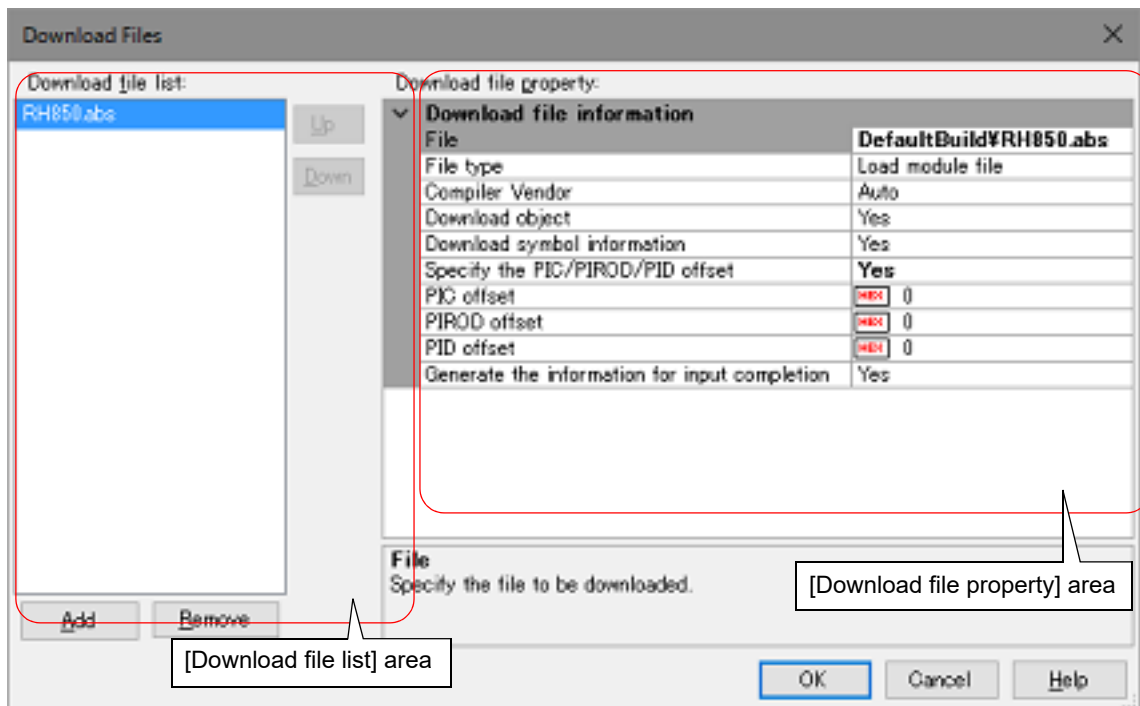 Download Files
Download file list:
RH850.abs
Up
Down
Add
Remove
[Download file list] area
Download file property:
Download file information
File DefaultBuild¥RH850.abs
File type Load module file
Compiler Vendor Auto
Download object Yes
Download symbol information Yes
Specify the PIC/PIROD/PID offset Yes
PIC offset HEX 0
PIROD offset HEX 0
PID offset HEX 0
Generate the information for input completion Yes
File
Specify the file to be downloaded.
[Download file property] area
OK
Cancel
Help